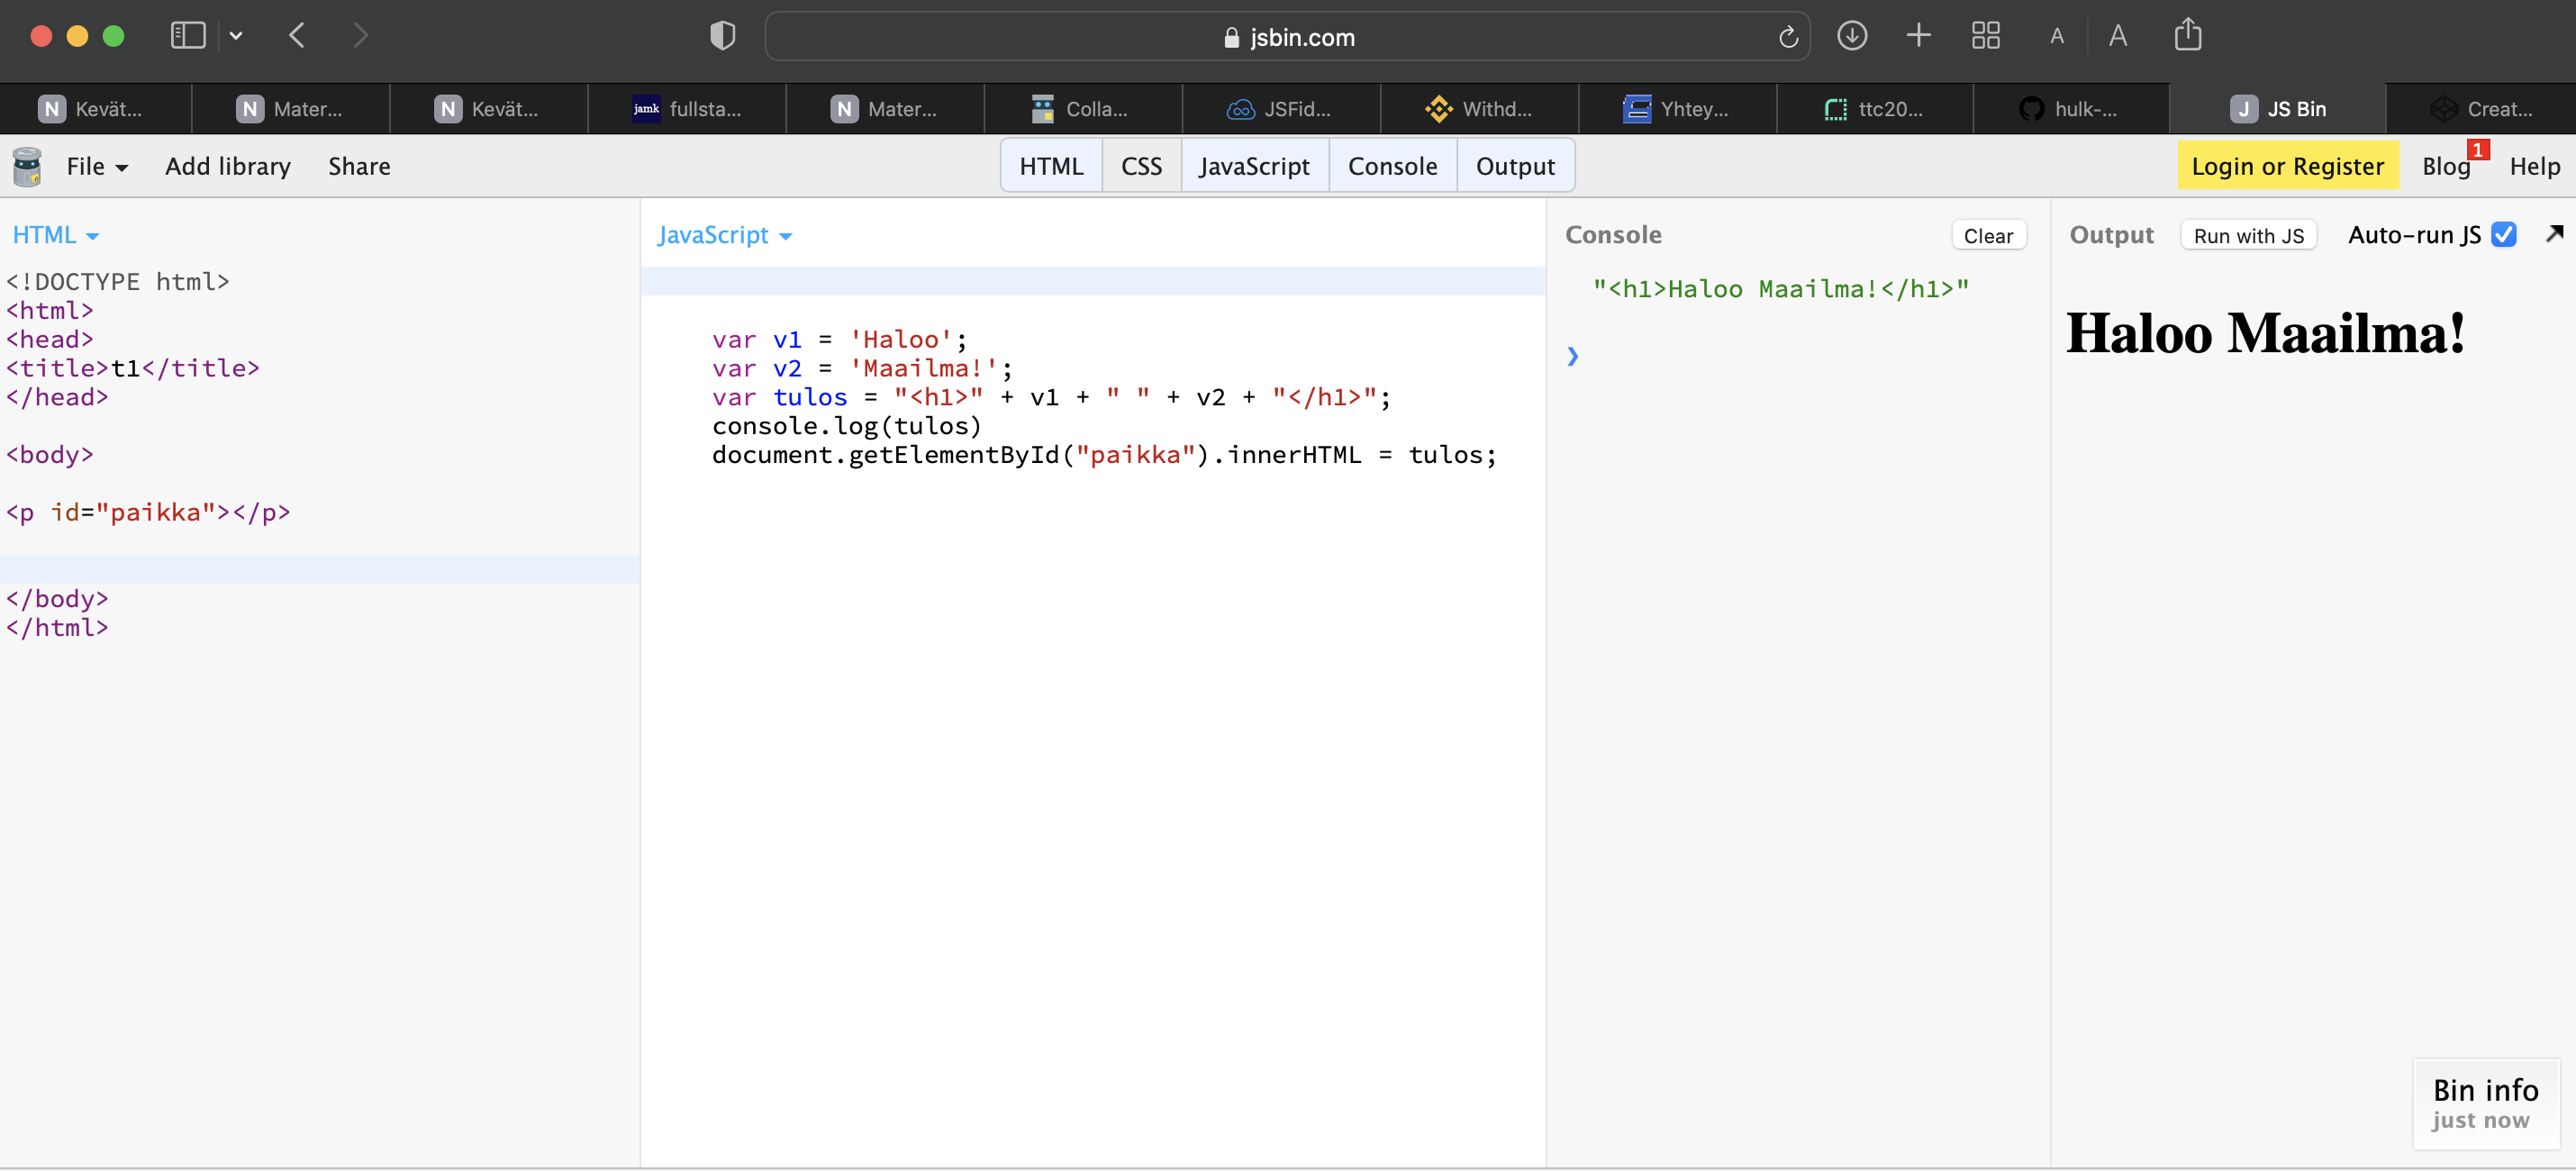 jsbin.com
A A
N Kevät... N Mater... N Kevät... jamk fullsta... N Mater... Colla... JSFid... Withd... Yhtey... ttc20... hulk-... J JS Bin Creat...
File Add library Share HTML CSS JavaScript Console Output Login or Register Blog 1 Help
HTML
<!DOCTYPE html>
<html>
<head>
<title>t1</title>
</head>
<body>
<p id="paikka"></p>
</body>
</html>
JavaScript
var v1 = 'Haloo';
var v2 = 'Maailma!';
var tulos = "<h1>" + v1 + " " + v2 + "</h1>";
console.log(tulos)
document.getElementById("paikka").innerHTML = tulos;
Console Clear
"<h1>Haloo Maailma!</h1>"
Output Run with JS Auto-run JS
Haloo Maailma!
Bin info
just now